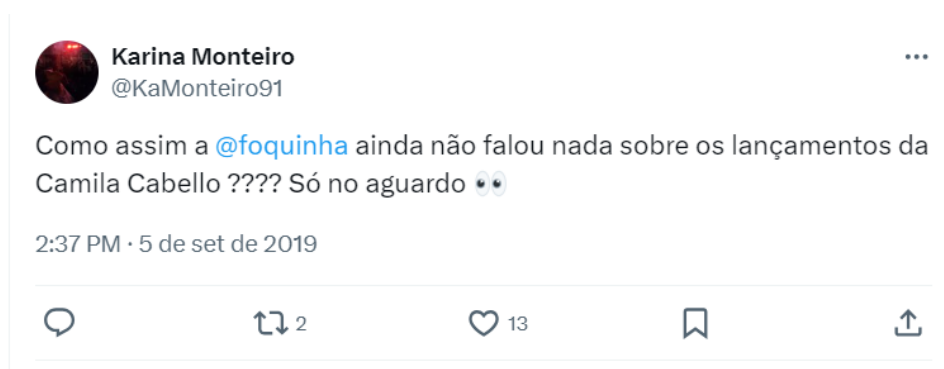 Karina Monteiro
@KaMonteiro91
Como assim a @foquinha ainda não falou nada sobre os lançamentos da
Camila Cabello ???? Só no aguardo 👀
2:37 PM · 5 de set de 2019
2 13